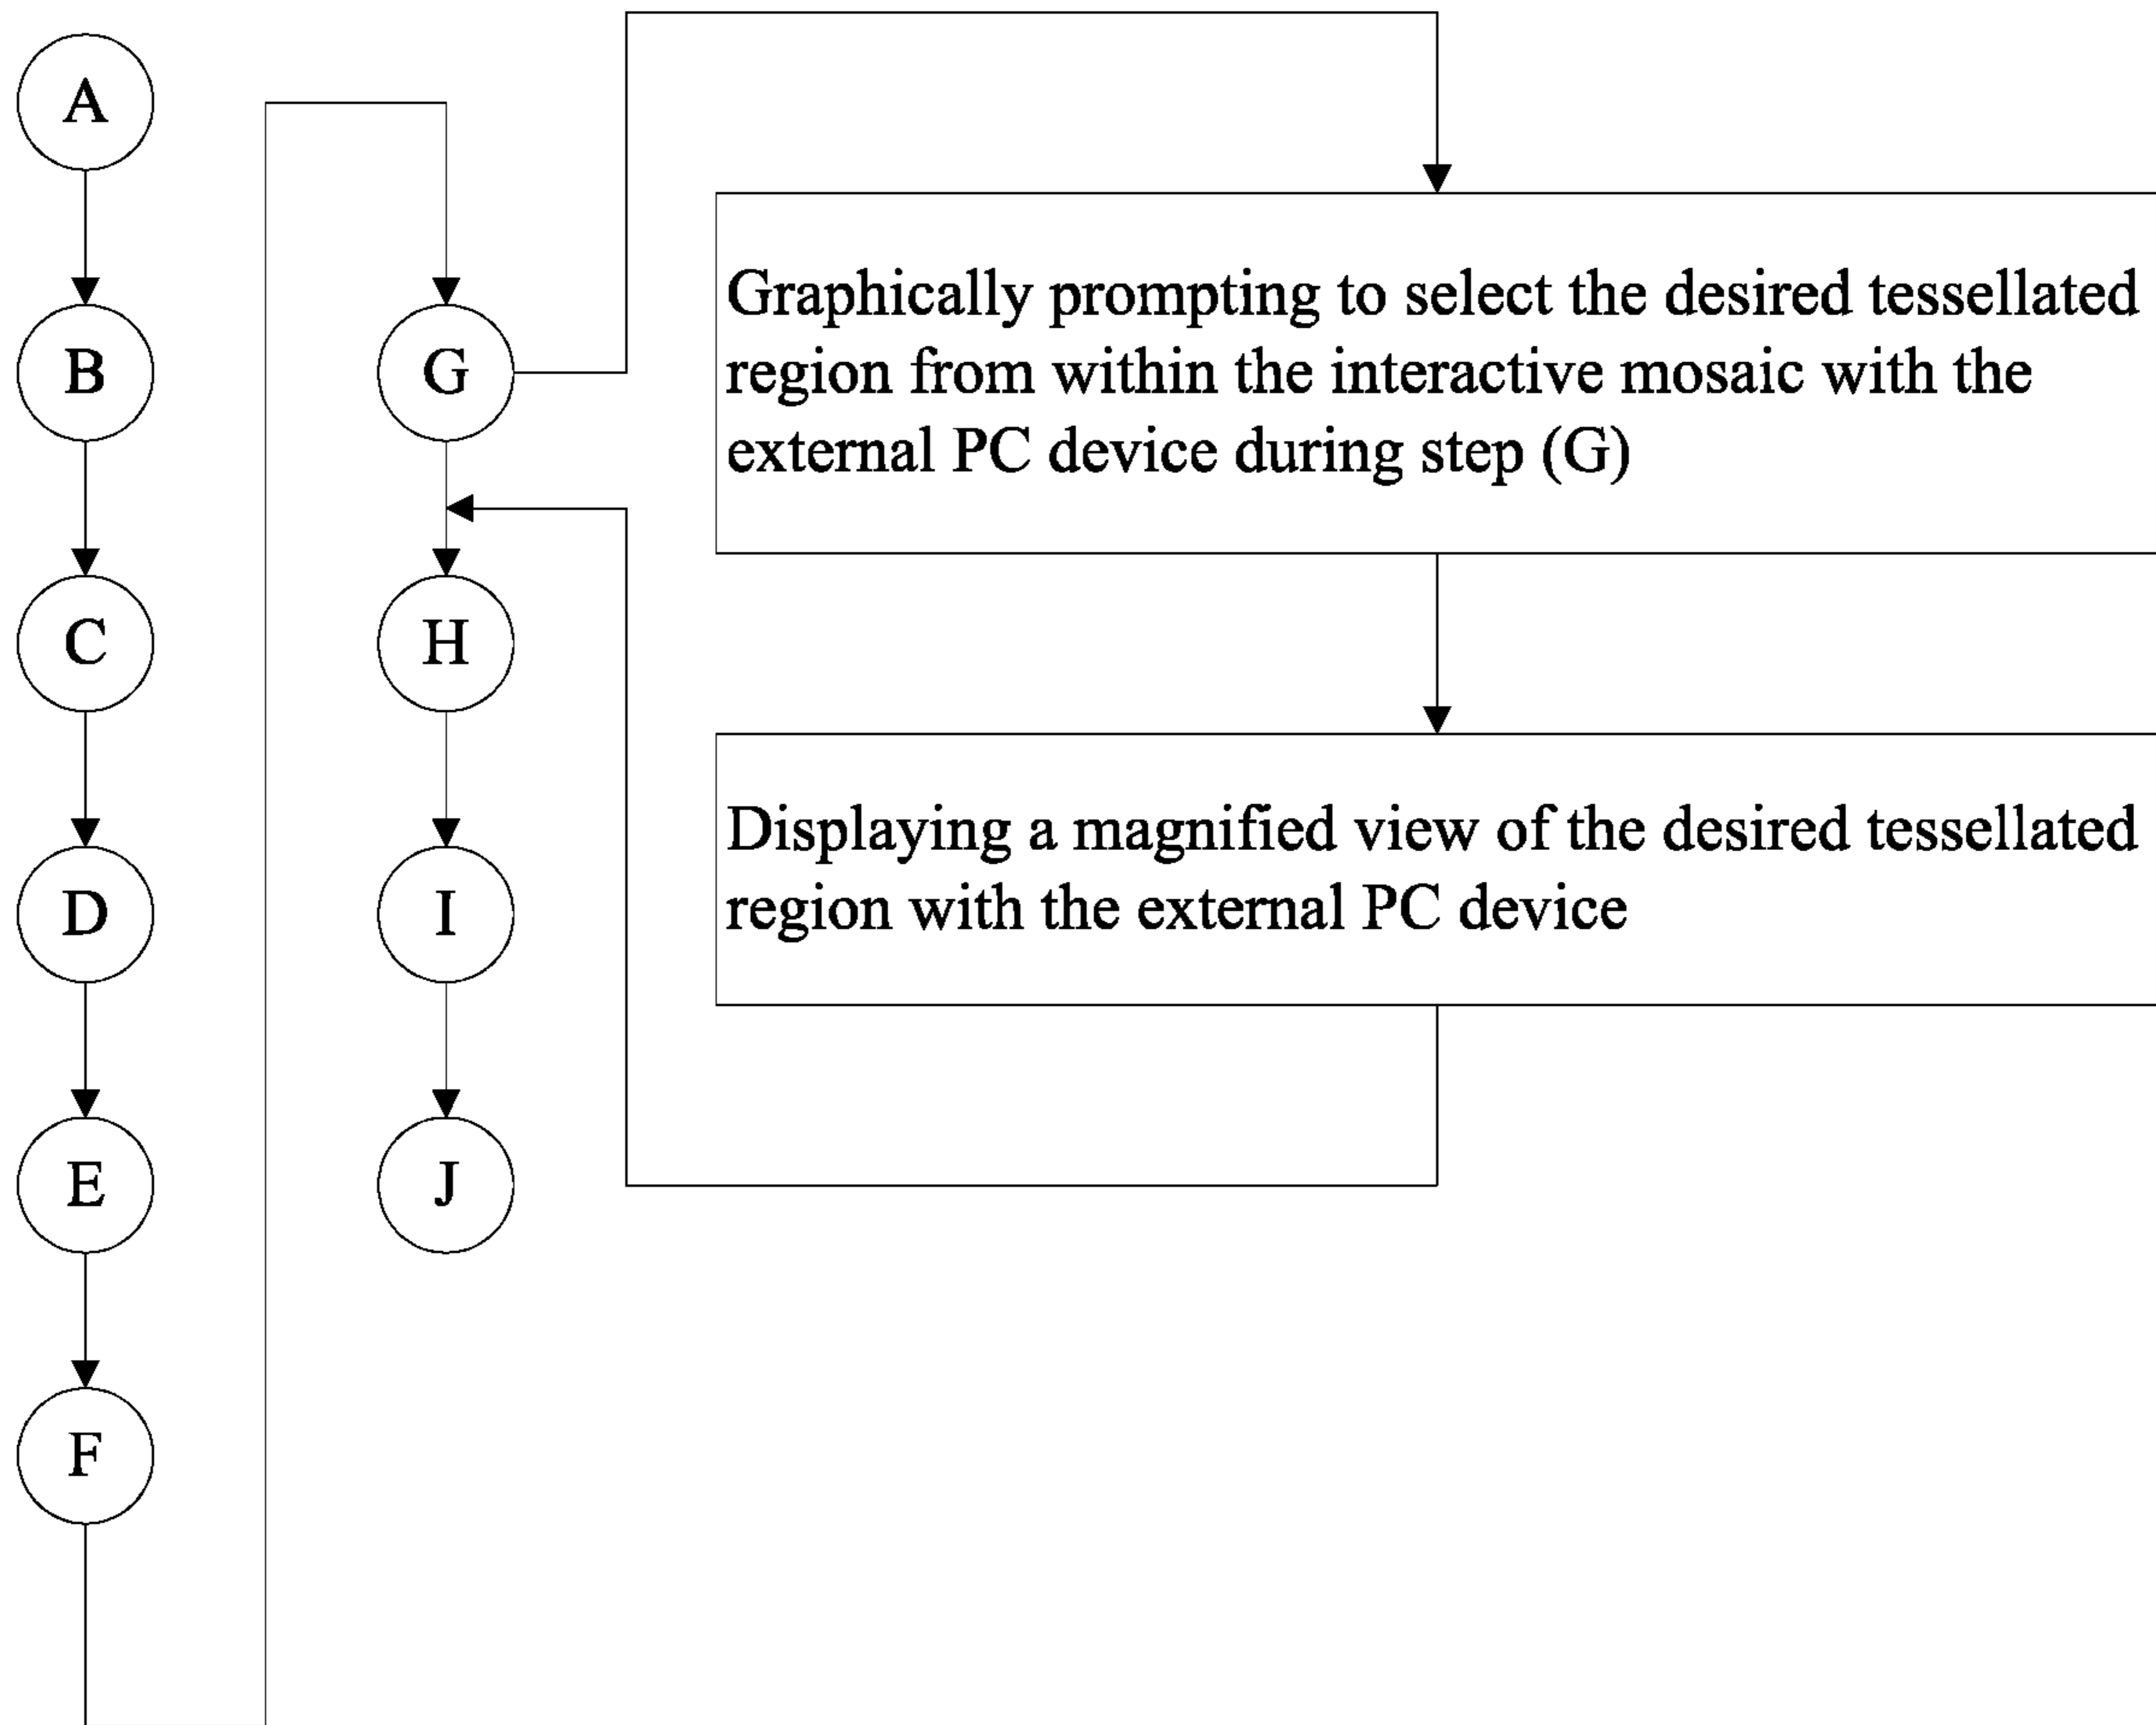 A
B
C
D
E
F
G
H
I
J
Graphically prompting to select the desired tessellated
region from within the interactive mosaic with the
external PC device during step (G)
Displaying a magnified view of the desired tessellated
region with the external PC device